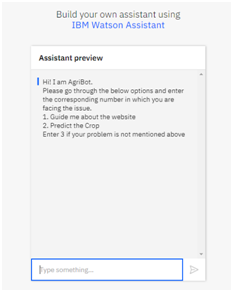 Build your own assistant using
IBM Watson Assistant
Assistant preview
Hi! I am AgriBot.
Please go through the below options and enter
the corresponding number in which you are
facing the issue.
1. Guide me about the website
2. Predict the Crop
Enter 3 if your problem is not mentioned above
Type something...